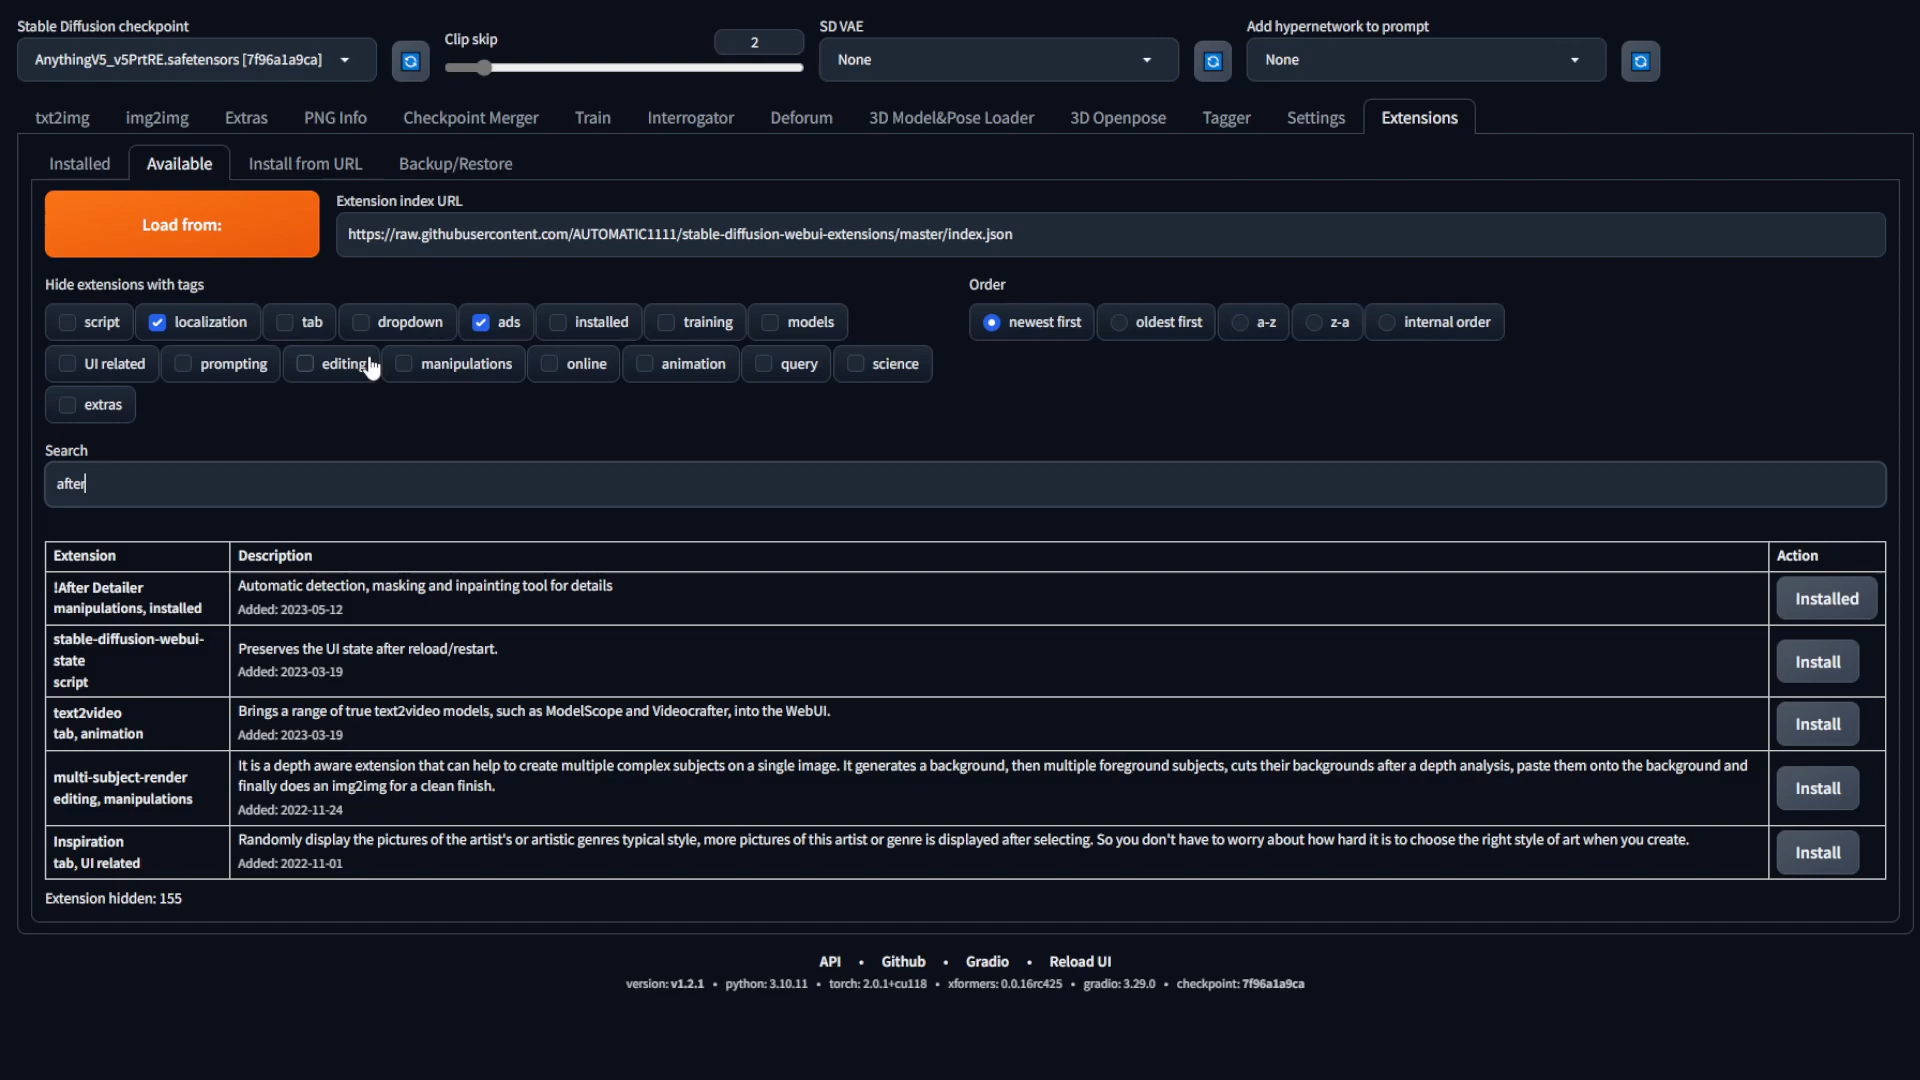 Stable Diffusion checkpoint
AnythingV5_v5PrtRE.safetensors [7f96a1a9ca]
Clip skip
2
SD VAE
None
Add hypernetwork to prompt
None
txt2img img2img Extras PNG Info Checkpoint Merger Train Interrogator Deforum 3D Model&Pose Loader 3D Openpose Tagger Settings Extensions
Installed Available Install from URL Backup/Restore
Load from:
Extension index URL
https://raw.githubusercontent.com/AUTOMATIC1111/stable-diffusion-webui-extensions/master/index.json
Hide extensions with tags
script localization tab dropdown ads installed training models
UI related prompting editing manipulations online animation query science
extras
Order
newest first oldest first a-z z-a internal order
Search
after
Extension Description Action
!After Detailer
manipulations, installed
Automatic detection, masking and inpainting tool for details
Added: 2023-05-12
Installed
stable-diffusion-webui-
state
script
Preserves the UI state after reload/restart.
Added: 2023-03-19
Install
text2video
tab, animation
Brings a range of true text2video models, such as ModelScope and Videocrafter, into the WebUI.
Added: 2023-03-19
Install
multi-subject-render
editing, manipulations
It is a depth aware extension that can help to create multiple complex subjects on a single image. It generates a background, then multiple foreground subjects, cuts their backgrounds after a depth analysis, paste them onto the background and
finally does an img2img for a clean finish.
Added: 2022-11-24
Install
Inspiration
tab, UI related
Randomly display the pictures of the artist's or artistic genres typical style, more pictures of this artist or genre is displayed after selecting. So you don't have to worry about how hard it is to choose the right style of art when you create.
Added: 2022-11-01
Install
Extension hidden: 155
API • Github • Gradio • Reload UI
version: v1.2.1 • python: 3.10.11 • torch: 2.0.1+cu118 • xformers: 0.0.16rc425 • gradio: 3.29.0 • checkpoint: 7f96a1a9ca